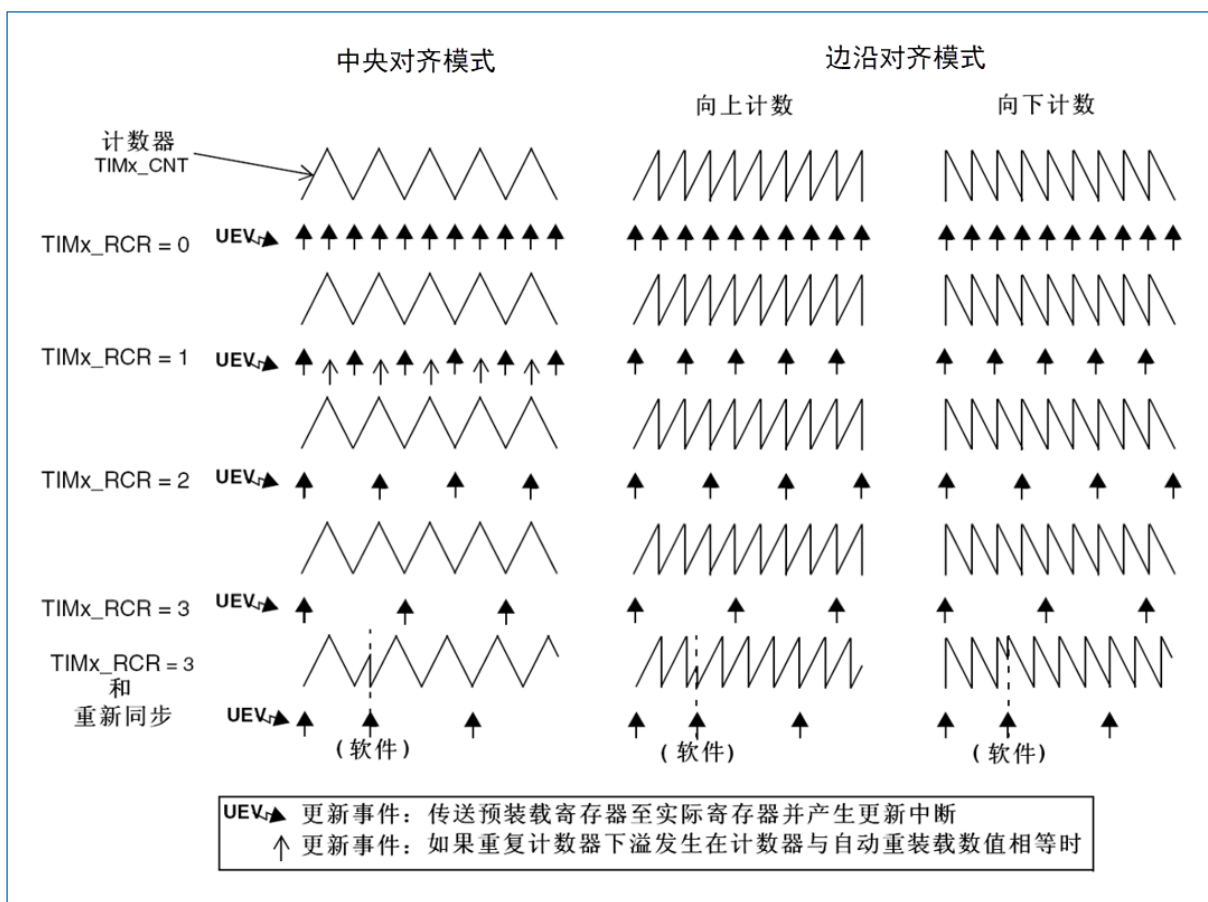 中央对齐模式
边沿对齐模式
向上计数
向下计数
计数器
TIMx_CNT
TIMx_RCR = 0
UEV
TIMx_RCR = 1
UEV
TIMx_RCR = 2
UEV
TIMx_RCR = 3
UEV
TIMx_RCR = 3
和
重新同步
UEV
(软件)
(软件)
(软件)
UEV 更新事件：传送预装载寄存器至实际寄存器并产生更新中断
更新事件：如果重复计数器下溢发生在计数器与自动重装载数值相等时